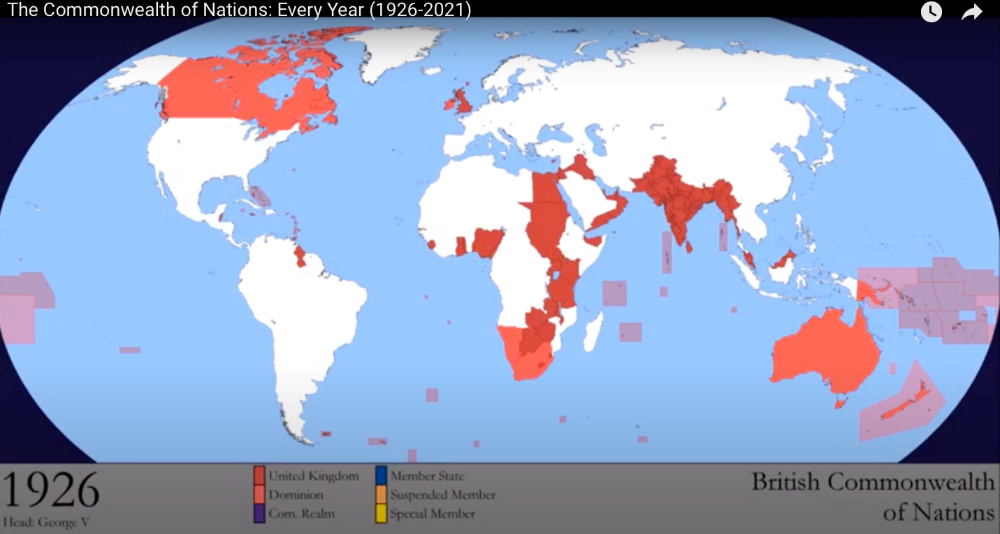 The Commonwealth of Nations: Every Year (1926-2021)
1926
Head: George V
United Kingdom
Dominion
Com. Realm
Member State
Suspended Member
Special Member
British Commonwealth
of Nations